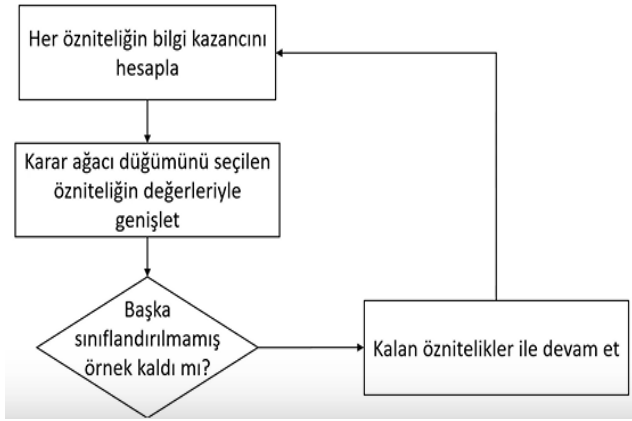 Her özniteliğin bilgi kazancını
hesapla
Karar ağacı düğümünü seçilen
özniteliğin değerleriyle
genişlet
Başka
sınıflandırılmamış
örnek kaldı mı?
Kalan öznitelikler ile devam et